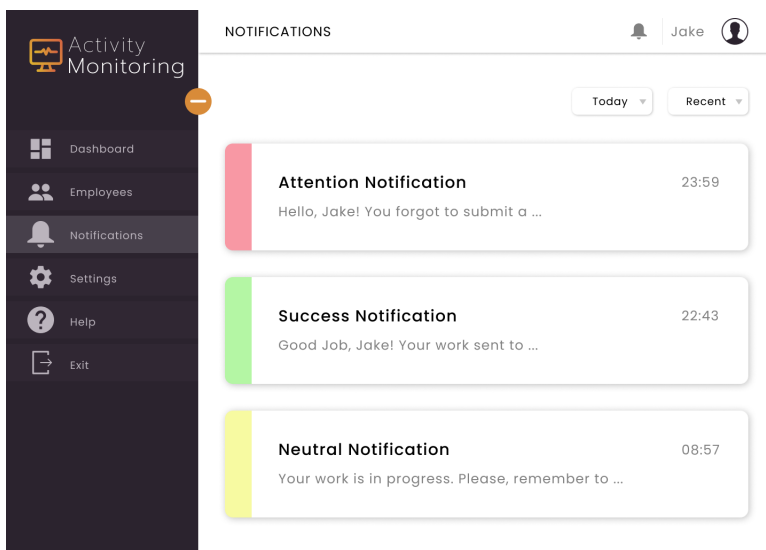 Activity
Monitoring
NOTIFICATIONS
Jake
Today
Recent
Dashboard
Employees
Notifications
Settings
Help
Exit
Attention Notification
23:59
Hello, Jake! You forgot to submit a ...
Success Notification
22:43
Good Job, Jake! Your work sent to ...
Neutral Notification
08:57
Your work is in progress. Please, remember to ...